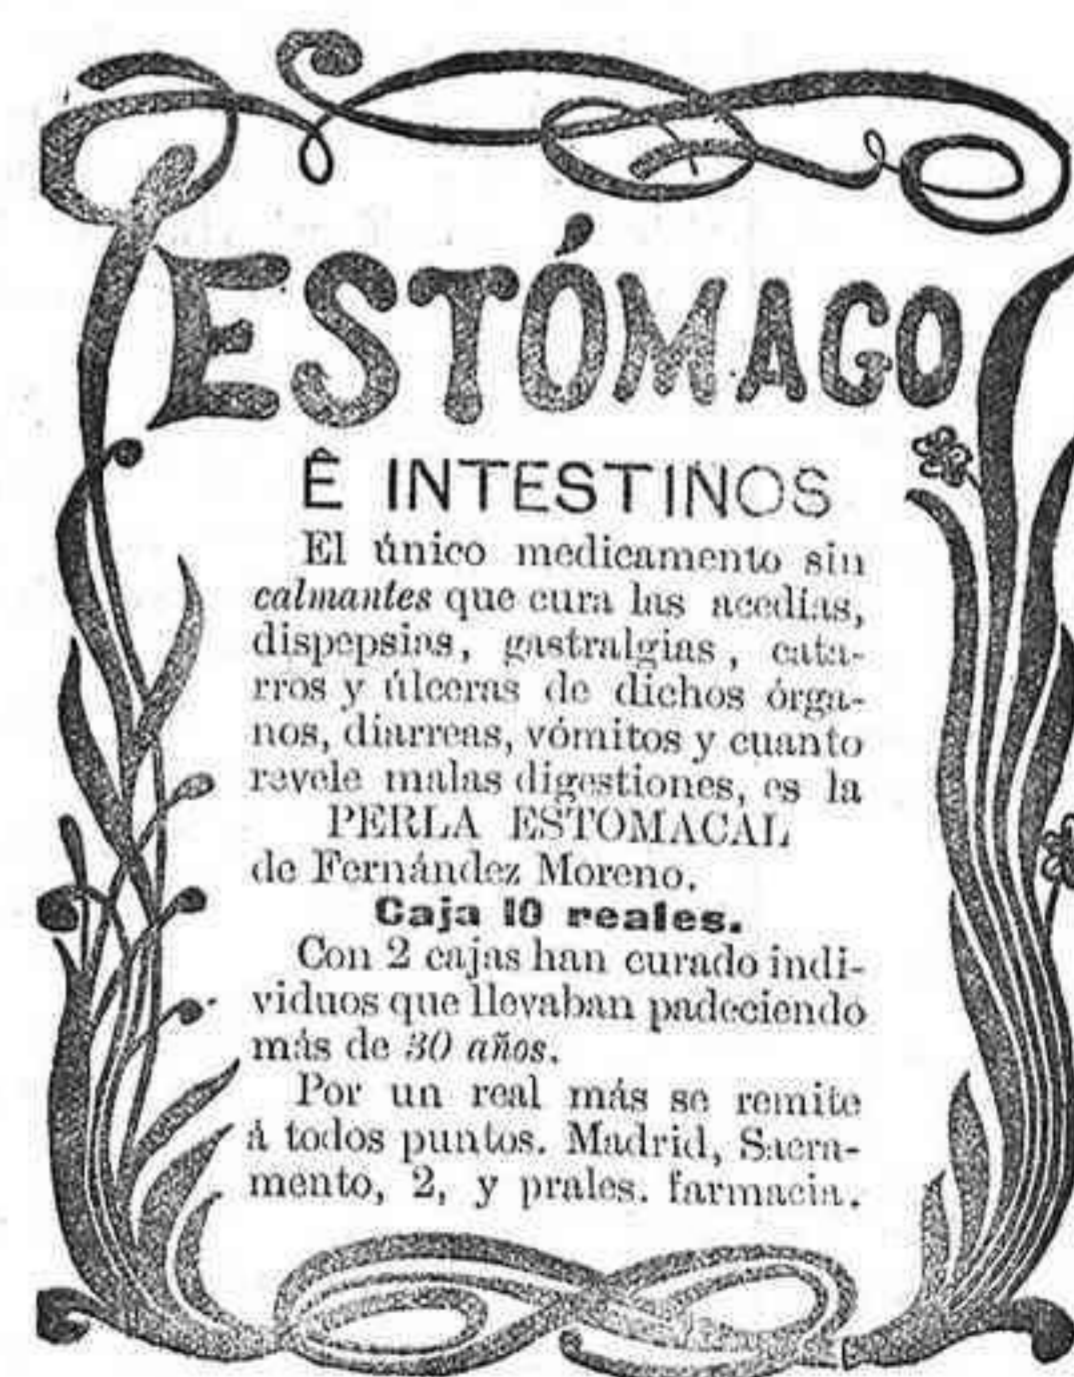 ESTÓMAGO
Ê INTESTINOS
El único medicamento sin
calmantes que cura las acedías,
dispepsias, gastralgias, cata-
rros y úlceras de dichos órga-
nos, diarreas, vómitos y cuanto
revele malas digestiones, es la
PERLA ESTOMACAL
de Fernández Moreno.
Caja 10 reales.
Con 2 cajas han curado indi-
viduos que llevaban padeciendo
más de 30 años.
Por un real más se remite
á todos puntos. Madrid, Sacra-
mento, 2, y prales. farmacia.